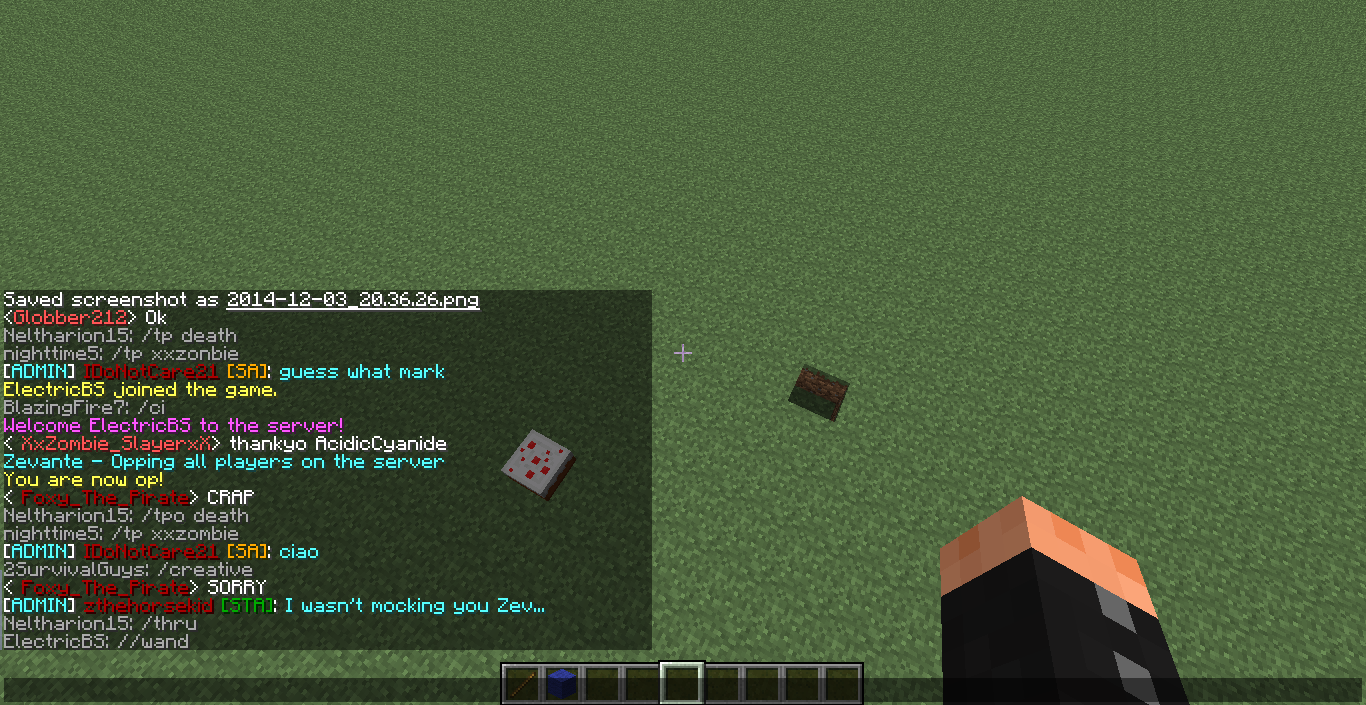 Saved screenshot as 2014-12-03_20.36.26.png
<Globber212> Ok
Neltharion15: /tp death
nighttime5: /tp xxzonbie
[ADMIN] IDoNotCare21 [SA]: guess what mark
ElectricBS joined the game.
BlazingFire7: /ci
Welcome ElectricBS to the server!
< XxZombie_SlayerxX> thankyo AcidicCyanide
Zevante - Opping all players on the server
You are now op!
< Foxy_The_Pirate> CRAP
Neltharion15: /tpo death
nighttime5: /tp xxzombie
[ADMIN] IDoNotCare21 [SA]: ciao
2SurvivalGuys: /creative
< Foxy_The_Pirate> SORRY
[ADMIN] zthehorsekid [STA]: I wasn't mocking you Zev...
Neltharion15: /thru
ElectricBS: //wand